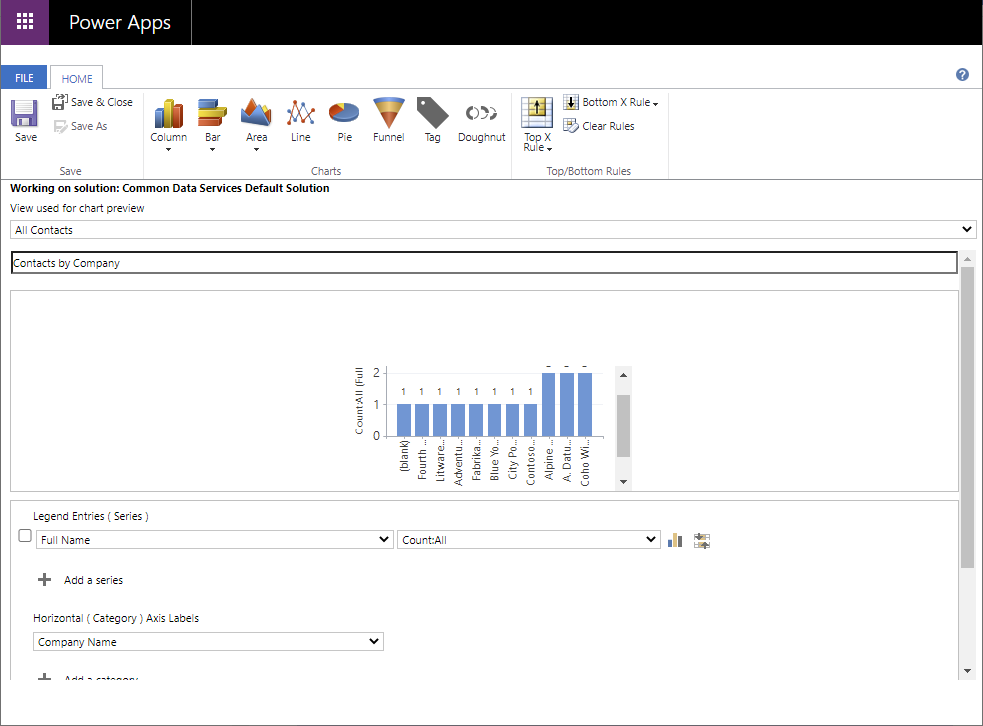 Power Apps
FILE
HOME
?
Save
Save & Close
Save As
Save
Column
Bar
Area
Line
Pie
Funnel
Tag
Doughnut
Charts
Top X
Rule
Bottom X Rule
Clear Rules
Top/Bottom Rules
Working on solution: Common Data Services Default Solution
View used for chart preview
All Contacts
Contacts by Company
Count:All (Full
2
1
0
1 1 1 1 1 1 1 1
(blank)
Fourth ...
Litware...
Adventu...
Fabrika...
Blue Yo...
City Po...
Contoso...
Alpine ...
A. Datu...
Coho Wi...
Legend Entries ( Series )
Full Name
Count:All
Add a series
Horizontal ( Category ) Axis Labels
Company Name
Add a category